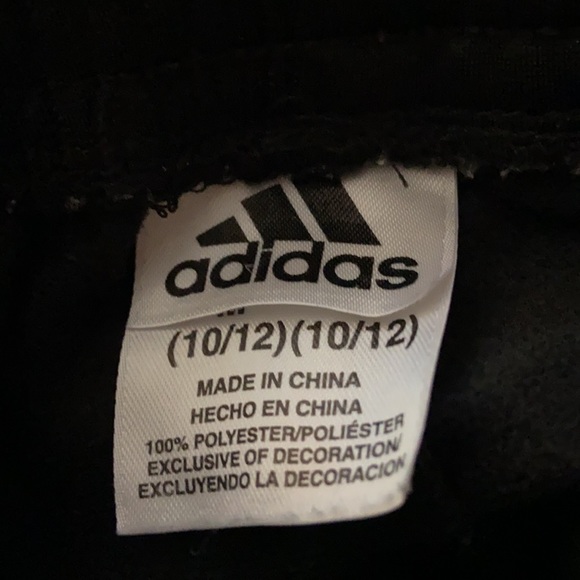 adidas
(10/12)(10/12)
MADE IN CHINA
HECHO EN CHINA
100% POLYESTER/POLIÉSTER
EXCLUSIVE OF DECORATION/
EXCLUYENDO LA DECORACION